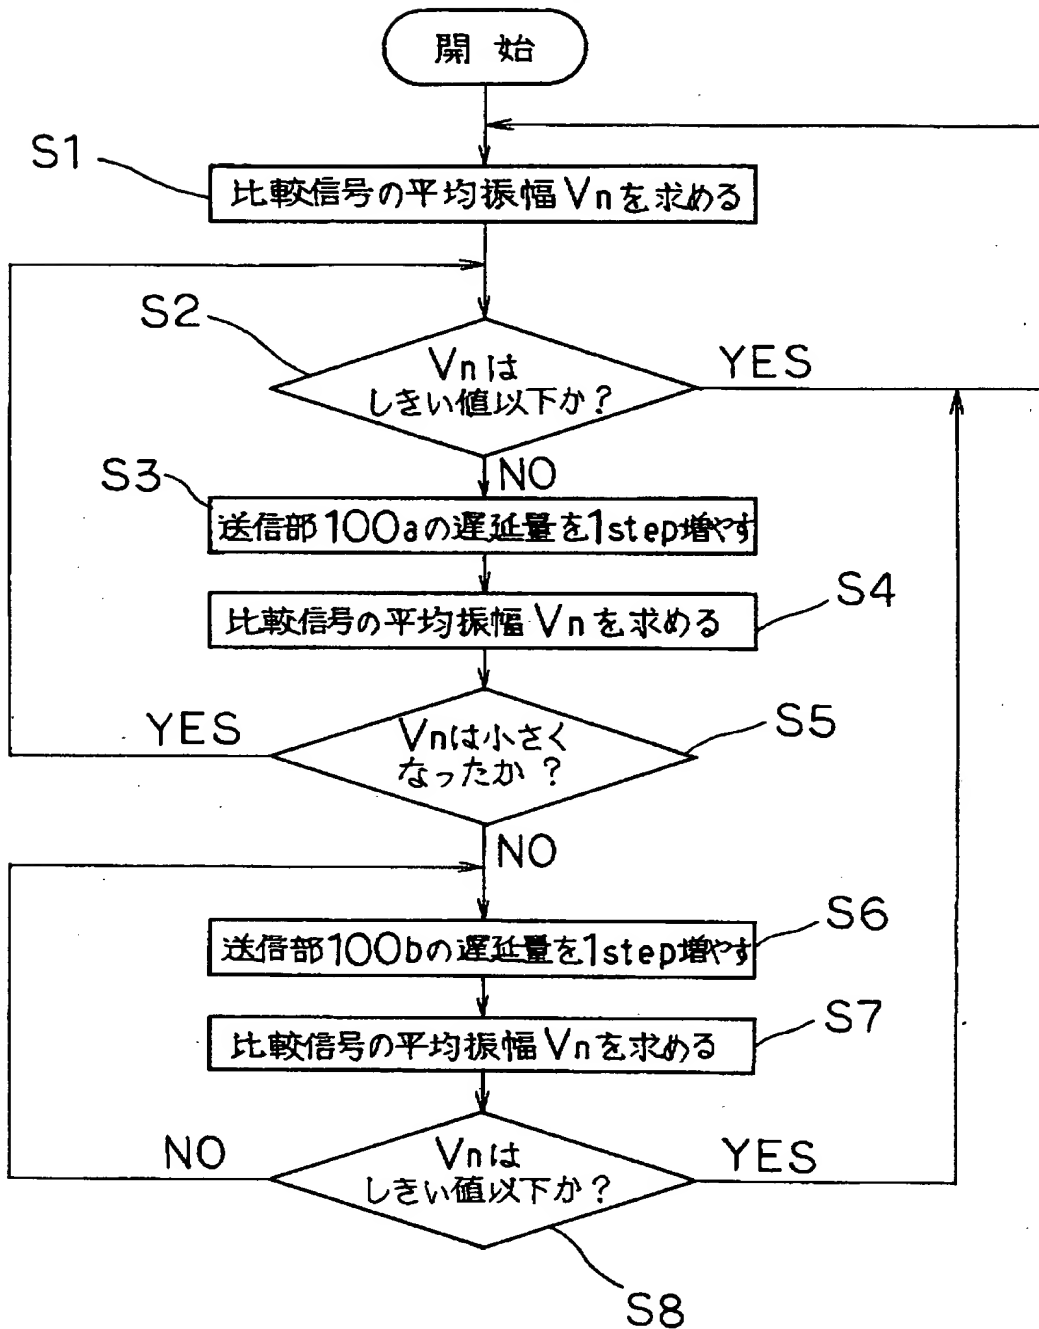 開始
S1
比較信号の平均振幅Vnを求める
S2
Vnは
しきい値以下か?
YES
NO
S3
送信部100aの遅延量を1step増やす
S4
比較信号の平均振幅Vnを求める
YES
Vnは小さく
なったか?
S5
NO
S6
送信部100bの遅延量を1step増やす
S7
比較信号の平均振幅Vnを求める
NO
Vnは
しきい値以下か?
YES
S8